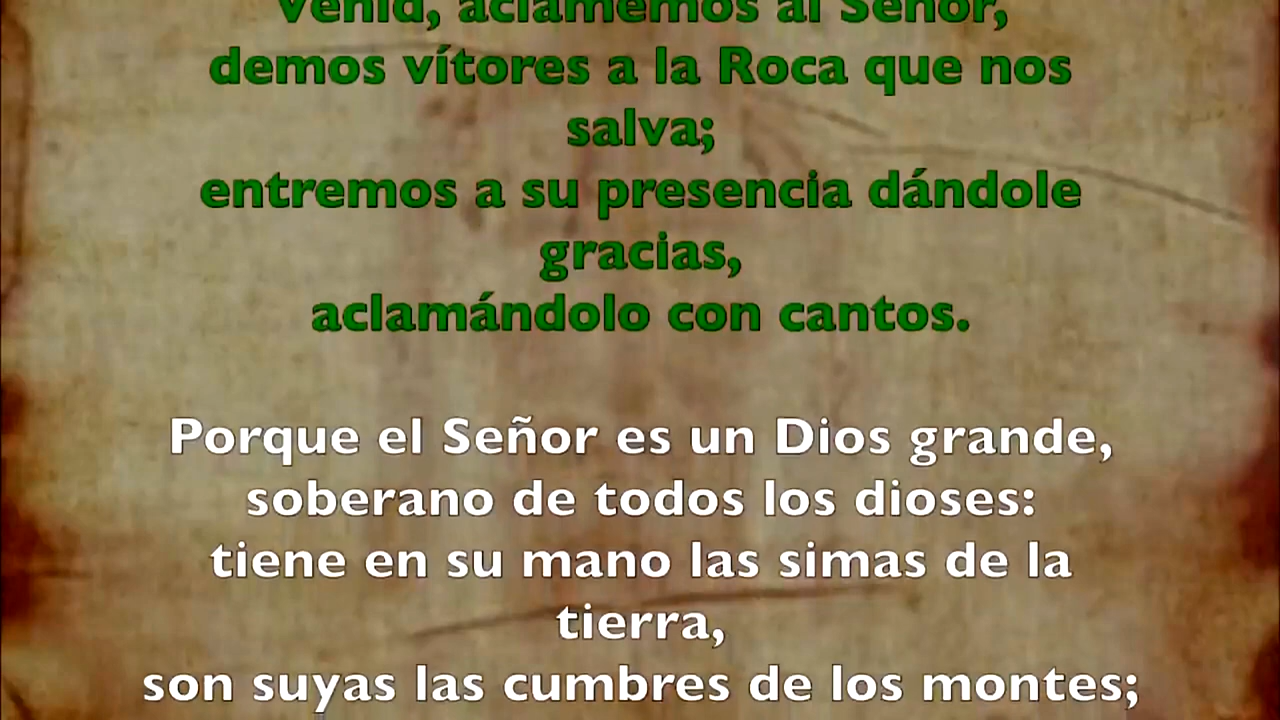 Venid, aclamemos al Señor,
demos vítores a la Roca que nos
salva;
entremos a su presencia dándole
gracias,
aclamándolo con cantos.
Porque el Señor es un Dios grande,
soberano de todos los dioses:
tiene en su mano las simas de la
tierra,
son suyas las cumbres de los montes;